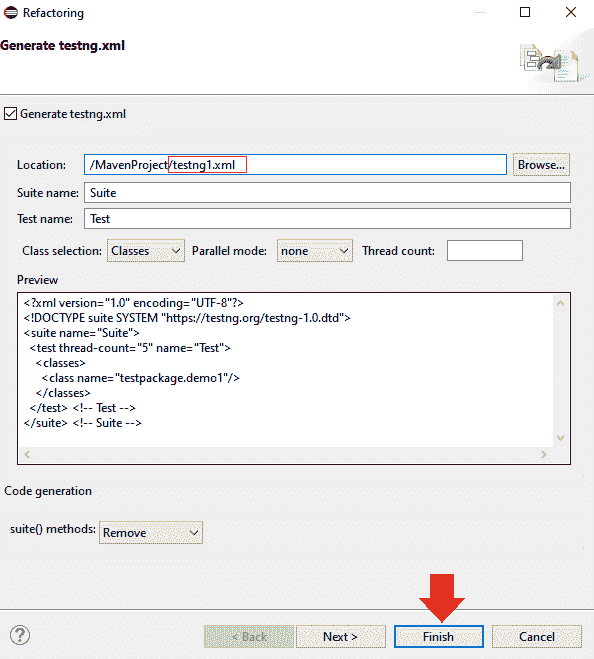 Refactoring
Generate testng.xml
Generate testng.xml
Location: /MavenProject/testng1.xml Browse...
Suite name: Suite
Test name: Test
Class selection: Classes Parallel mode: none Thread count:
Preview
<?xml version="1.0" encoding="UTF-8"?>
<!DOCTYPE suite SYSTEM "https://testng.org/testng-1.0.dtd">
<suite name="Suite">
<test thread-count="5" name="Test">
<classes>
<class name="testpackage.demo1"/>
</classes>
</test> <!-- Test -->
</suite> <!-- Suite -->
Code generation
suite() methods: Remove
? < Back Next > Finish Cancel